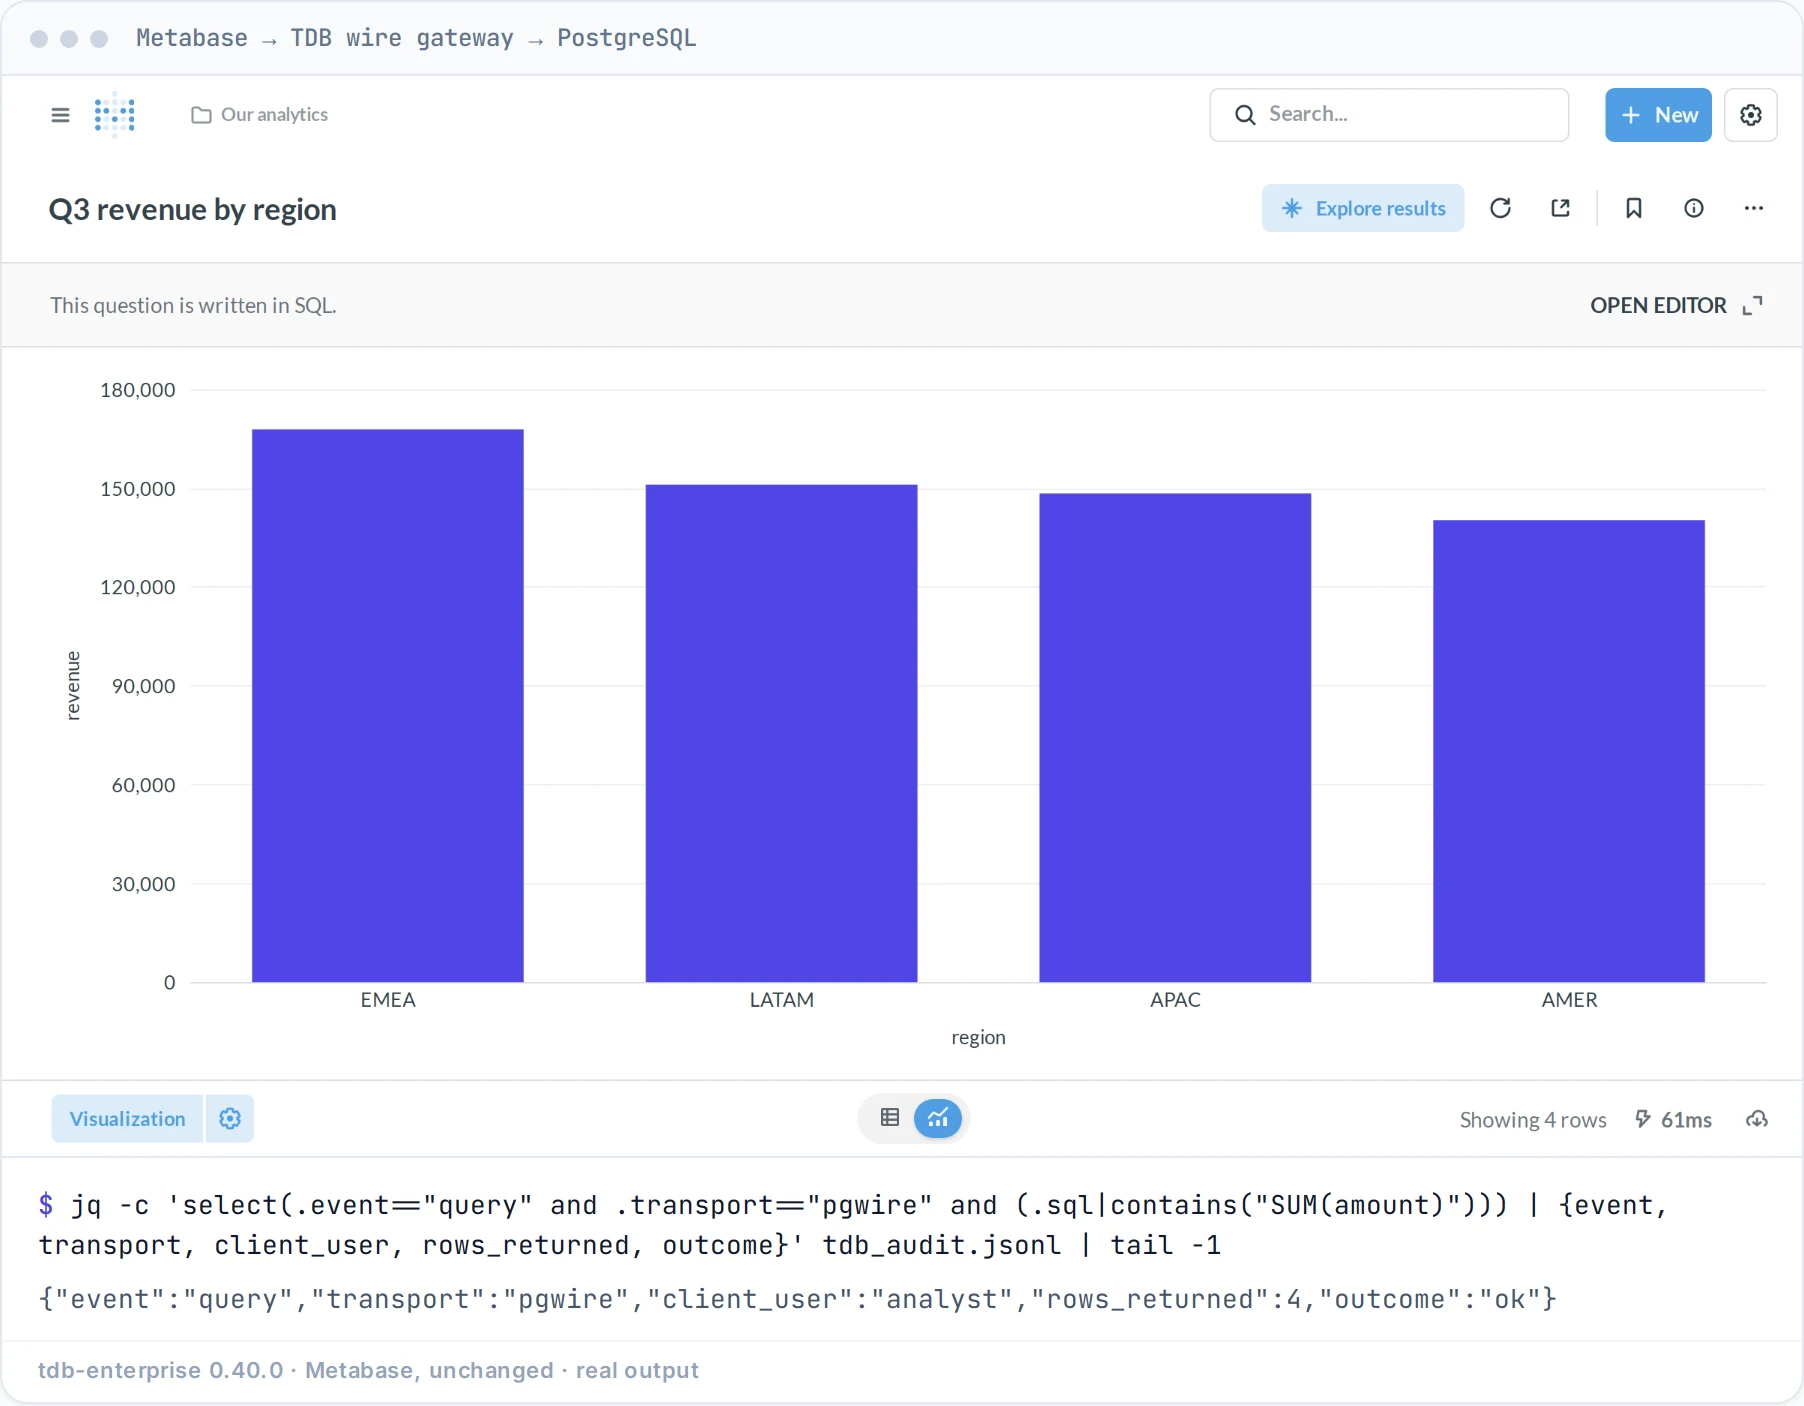 Metabase → TDB wire gateway → PostgreSQL
Our analytics
Search...
+ New
Q3 revenue by region
Explore results
This question is written in SQL.
OPEN EDITOR
180,000
150,000
120,000
90,000
60,000
30,000
0
revenue
EMEA
LATAM
APAC
AMER
region
Visualization
Showing 4 rows
61ms
$ jq -c 'select(.event=="query" and .transport=="pgwire" and (.sql|contains("SUM(amount)"))) | {event,
transport, client_user, rows_returned, outcome}' tdb_audit.jsonl | tail -1
{"event":"query","transport":"pgwire","client_user":"analyst","rows_returned":4,"outcome":"ok"}
tdb-enterprise 0.40.0 · Metabase, unchanged · real output